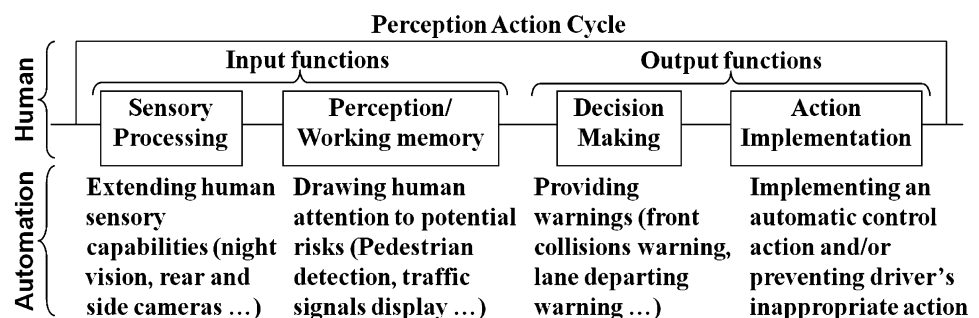 Perception Action Cycle
Human
Input functions
Output functions
Sensory
Processing
Perception/
Working memory
Decision
Making
Action
Implementation
Automation
Extending human
sensory
capabilities (night
vision, rear and
side cameras …)
Drawing human
attention to potential
risks (Pedestrian
detection, traffic
signals display …)
Providing
warnings (front
collisions warning,
lane departing
warning …)
Implementing an
automatic control
action and/or
preventing driver’s
inappropriate action